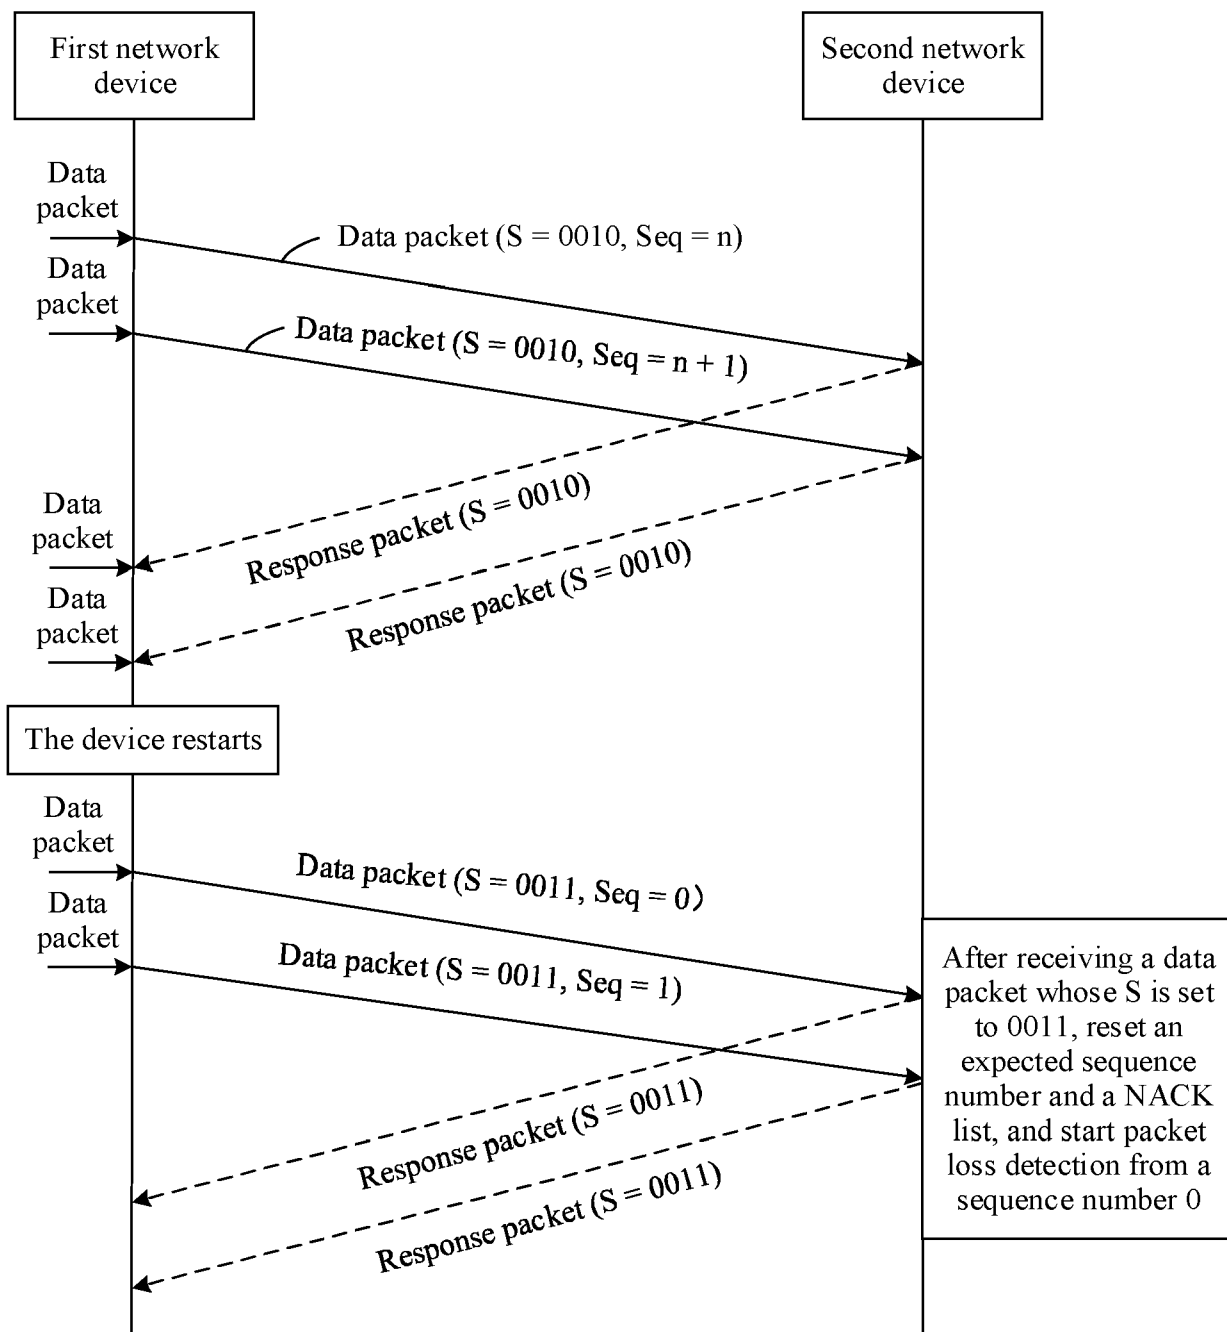 First network
device
Second network
device
Data
packet
Data packet (S = 0010, Seq = n)
Data
packet
Data packet (S = 0010, Seq = n + 1)
Response packet (S = 0010)
Data
packet
Response packet (S = 0010)
Data
packet
The device restarts
Data
packet
Data packet (S = 0011, Seq = 0)
Data
packet
Data packet (S = 0011, Seq = 1)
After receiving a data
packet whose S is set
to 0011, reset an
expected sequence
number and a NACK
list, and start packet
loss detection from a
sequence number 0
Response packet (S = 0011)
Response packet (S = 0011)